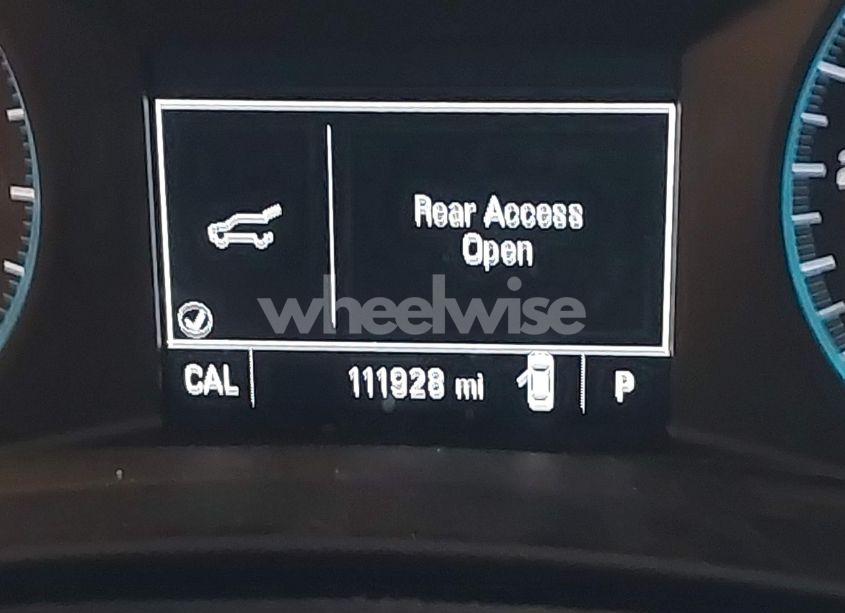 Rear Access
Open
wheelwise
CAL 111928 mi P